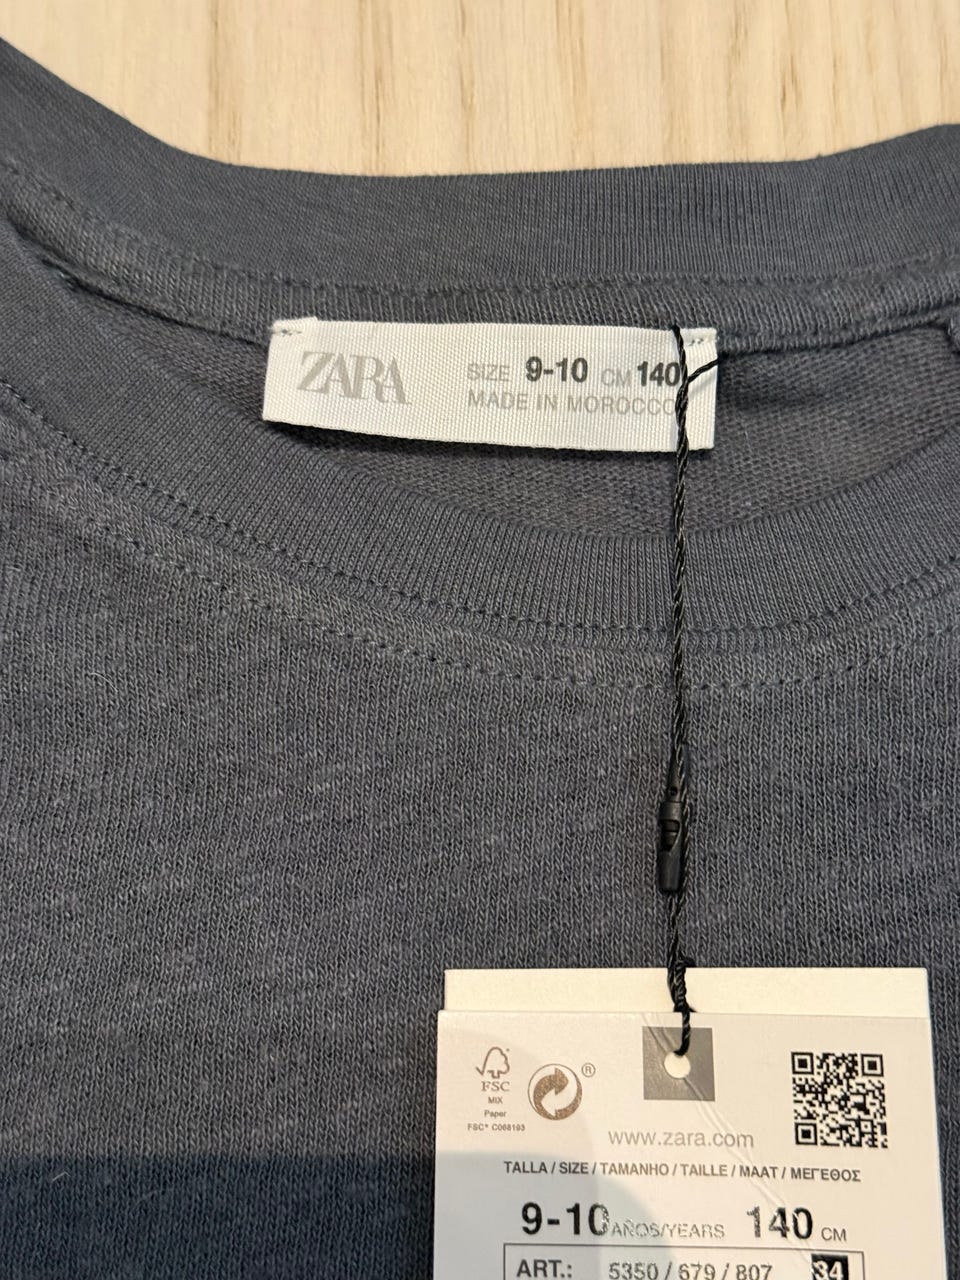 ZARA
SIZE 9-10 CM 140
MADE IN MOROCCO
FSC
MIX
Paper
FSC® C068193
®
www.zara.com
TALLA / SIZE / TAMANHO / TAILLE / MAAT / ΜΕΓΕΘΟΣ
9-10 AÑOS/YEARS 140 CM
ART.: 5350 / 679 / 807 34